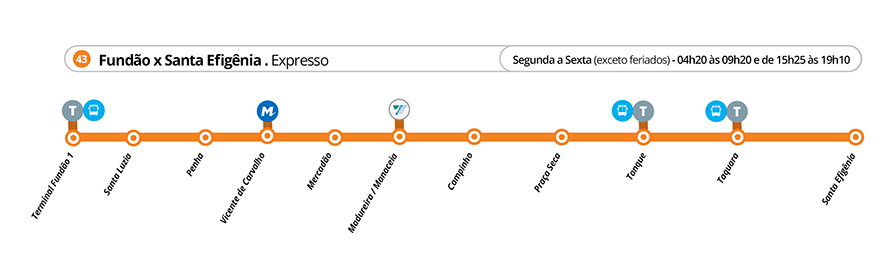 43 Fundão x Santa Efigênia . Expresso
Segunda a Sexta (exceto feriados) - 04h20 às 09h20 e de 15h25 às 19h10
T
M
T
T
Terminal Fundão 1
Santa Luzia
Penha
Vicente de Carvalho
Mercadão
Madureira / Manaceia
Campinho
Praça Seca
Tanque
Taquara
Santa Efigênia